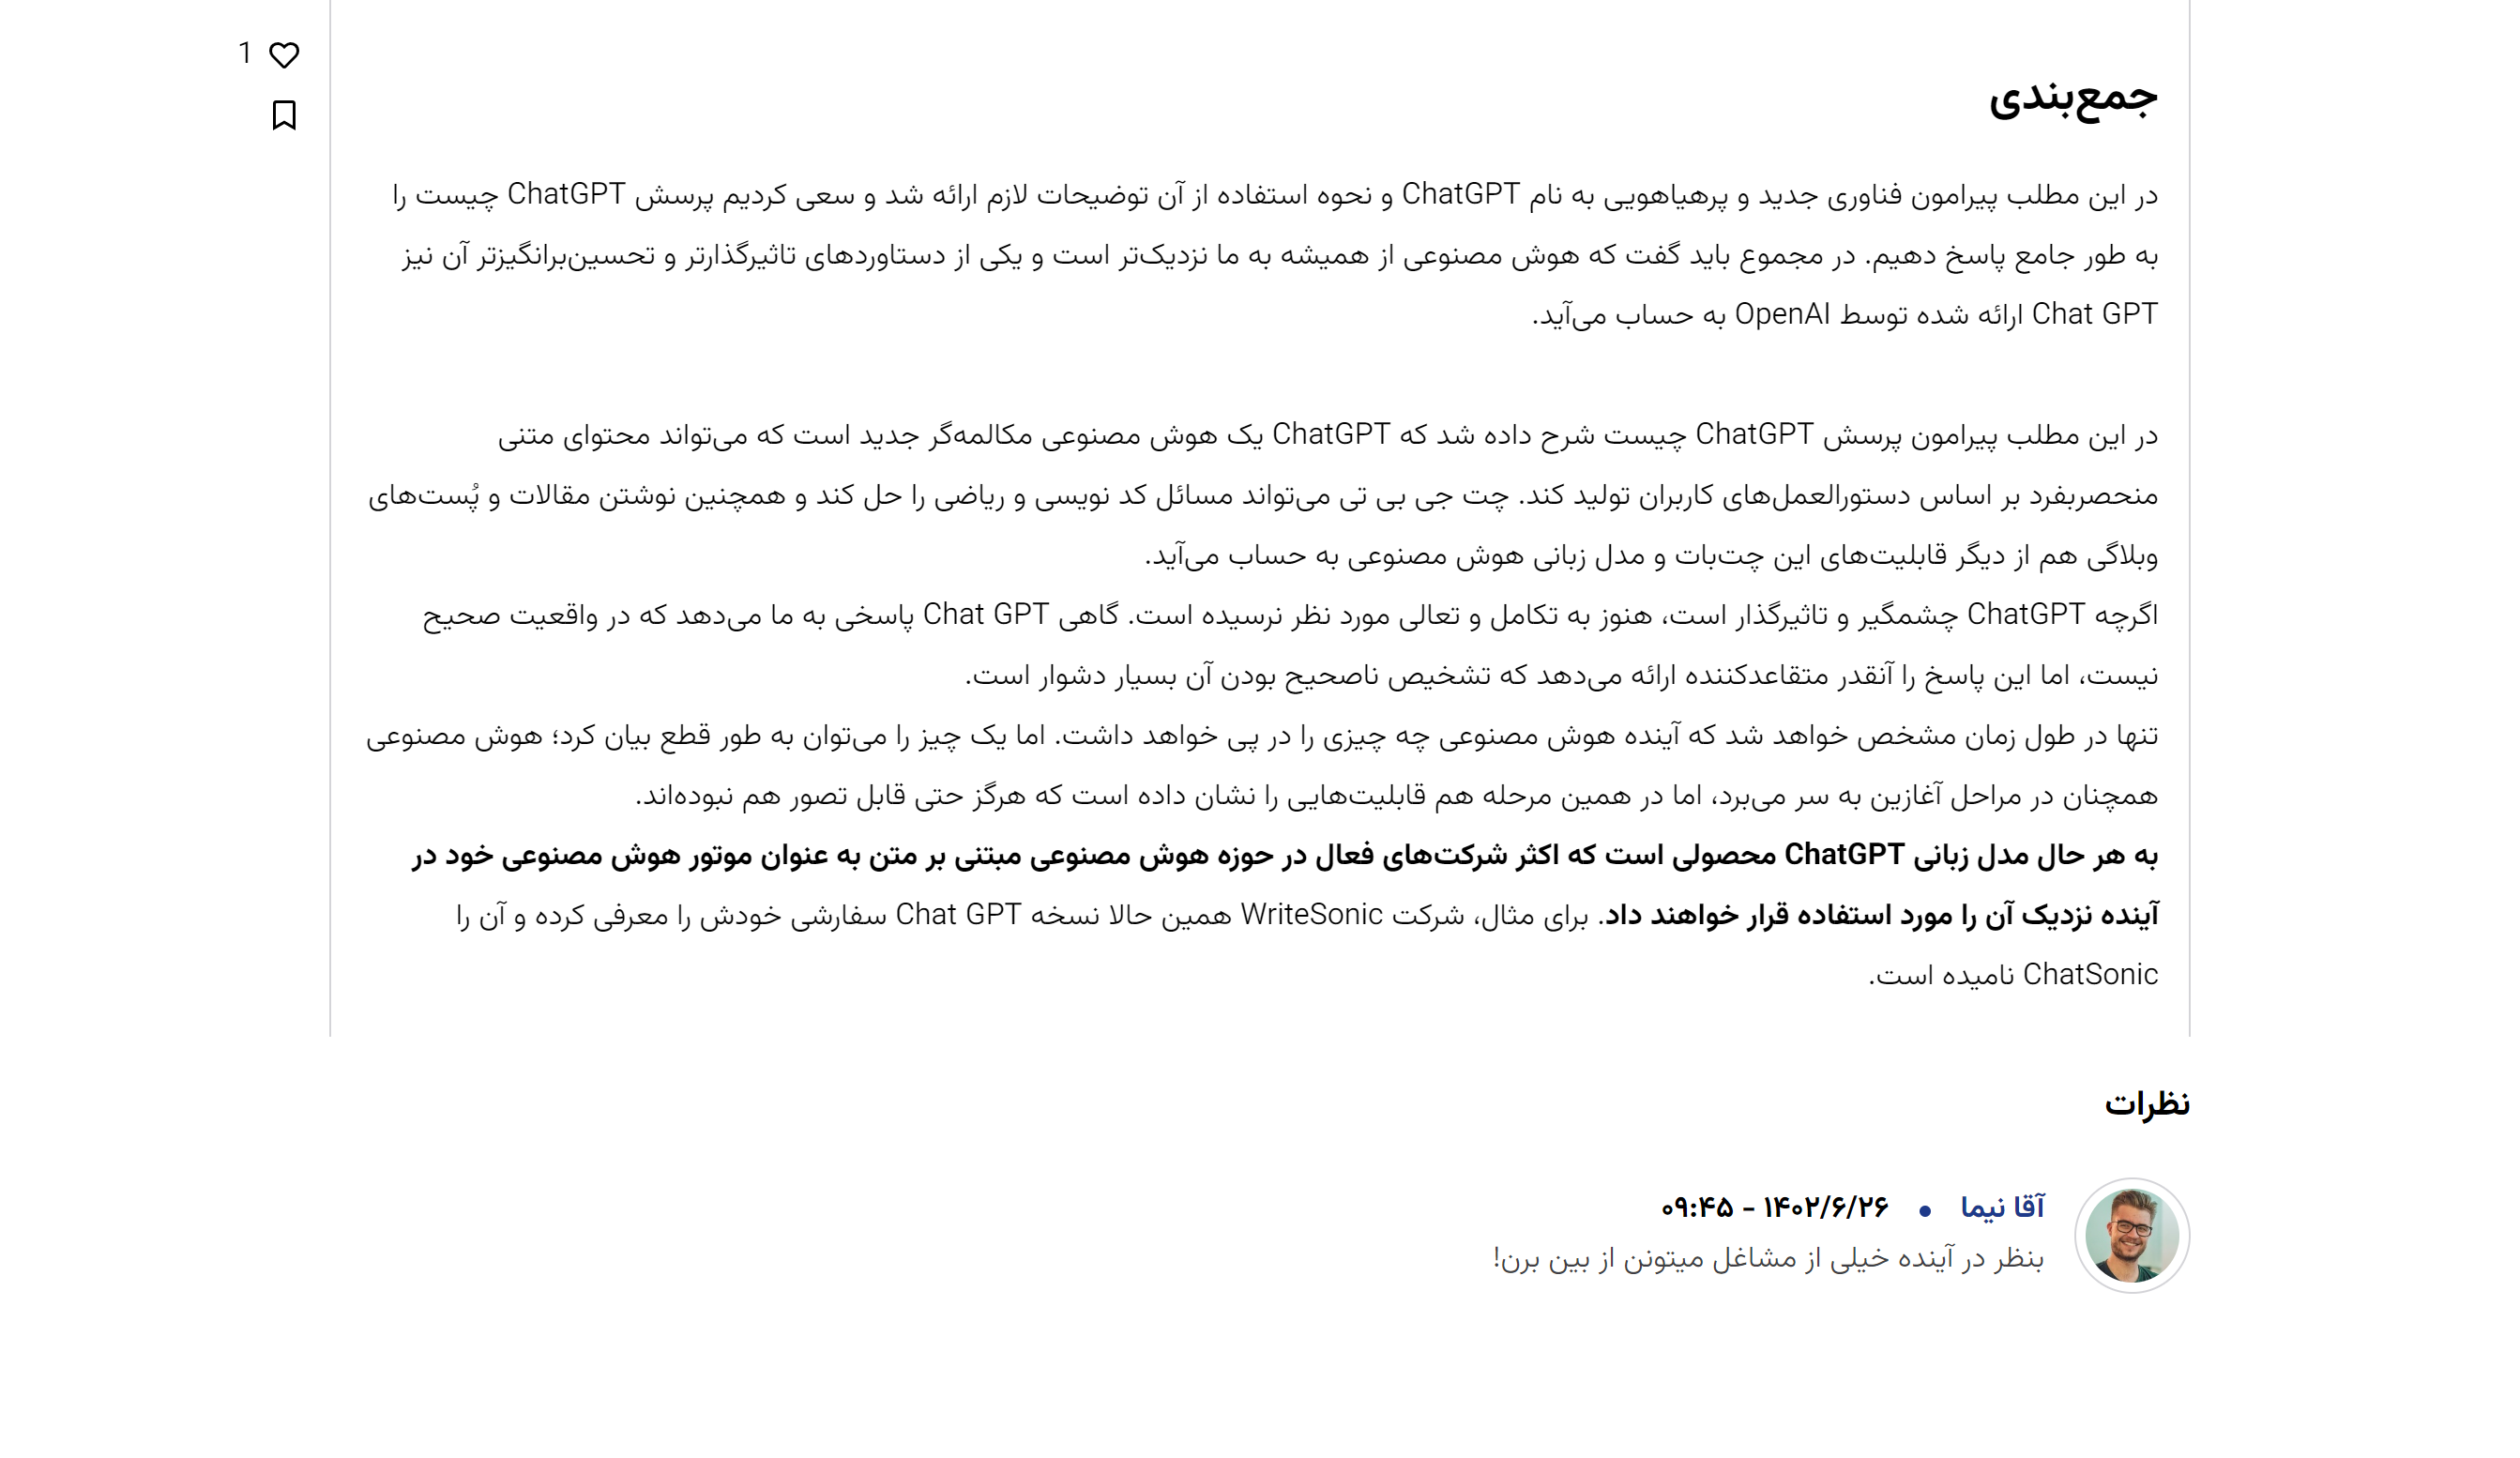 1
جمع‌بندی
در این مطلب پیرامون فناوری جدید و پرهیاهویی به نام ChatGPT و نحوه استفاده از آن توضیحات لازم ارائه شد و سعی کردیم پرسش ChatGPT چیست را
به طور جامع پاسخ دهیم. در مجموع باید گفت که هوش مصنوعی از همیشه به ما نزدیک‌تر است و یکی از دستاوردهای تاثیرگذارتر و تحسین‌برانگیزتر آن نیز
Chat GPT ارائه شده توسط OpenAI به حساب می‌آید.
در این مطلب پیرامون پرسش ChatGPT چیست شرح داده شد که ChatGPT یک هوش مصنوعی مکالمه‌گر جدید است که می‌تواند محتوای متنی
منحصربفرد بر اساس دستورالعمل‌های کاربران تولید کند. چت جی بی تی می‌تواند مسائل کد نویسی و ریاضی را حل کند و همچنین نوشتن مقالات و پُست‌های
وبلاگی هم از دیگر قابلیت‌های این چت‌بات و مدل زبانی هوش مصنوعی به حساب می‌آید.
اگرچه ChatGPT چشمگیر و تاثیرگذار است، هنوز به تکامل و تعالی مورد نظر نرسیده است. گاهی Chat GPT پاسخی به ما می‌دهد که در واقعیت صحیح
نیست، اما این پاسخ را آنقدر متقاعدکننده ارائه می‌دهد که تشخیص ناصحیح بودن آن بسیار دشوار است.
تنها در طول زمان مشخص خواهد شد که آینده هوش مصنوعی چه چیزی را در پی خواهد داشت. اما یک چیز را می‌توان به طور قطع بیان کرد؛ هوش مصنوعی
همچنان در مراحل آغازین به سر می‌برد، اما در همین مرحله هم قابلیت‌هایی را نشان داده است که هرگز حتی قابل تصور هم نبوده‌اند.
به هر حال مدل زبانی ChatGPT محصولی است که اکثر شرکت‌های فعال در حوزه هوش مصنوعی مبتنی بر متن به عنوان موتور هوش مصنوعی خود در
آینده نزدیک آن را مورد استفاده قرار خواهند داد. برای مثال، شرکت WriteSonic همین حالا نسخه Chat GPT سفارشی خودش را معرفی کرده و آن را
ChatSonic نامیده است.
نظرات
آقا نیما • ۱۴۰۲/۶/۲۶ - ۰۹:۴۵
بنظر در آینده خیلی از مشاغل میتونن از بین برن!